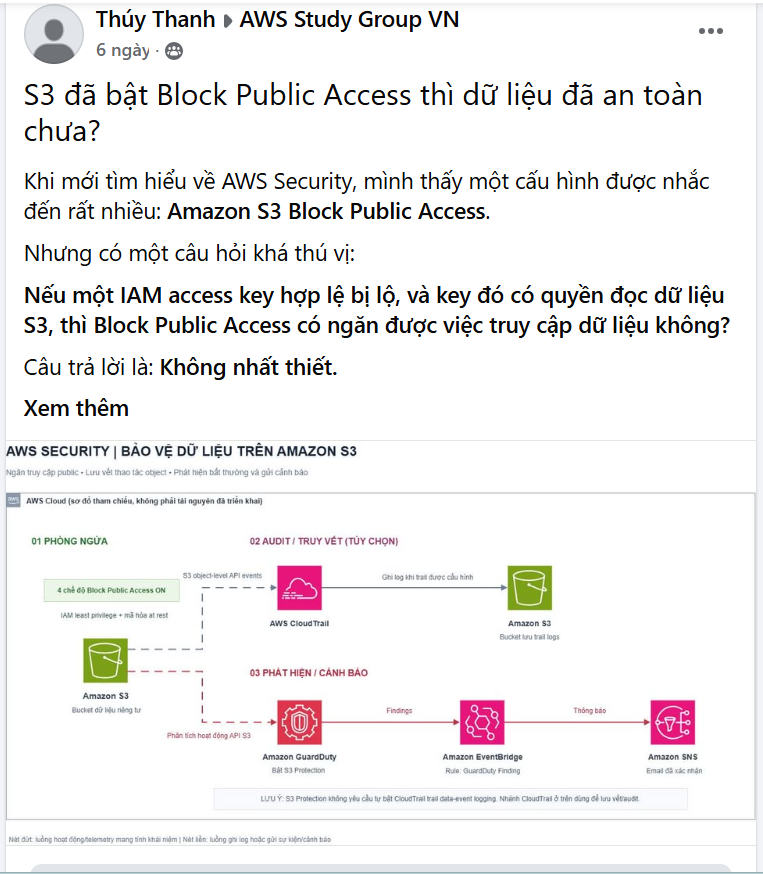 Thúy Thanh ▸ AWS Study Group VN
6 ngày ·
S3 đã bật Block Public Access thì dữ liệu đã an toàn
chưa?
Khi mới tìm hiểu về AWS Security, mình thấy một cấu hình được nhắc
đến rất nhiều: Amazon S3 Block Public Access.
Nhưng có một câu hỏi khá thú vị:
Nếu một IAM access key hợp lệ bị lộ, và key đó có quyền đọc dữ liệu
S3, thì Block Public Access có ngăn được việc truy cập dữ liệu không?
Câu trả lời là: Không nhất thiết.
Xem thêm
AWS SECURITY | BẢO VỆ DỮ LIỆU TRÊN AMAZON S3
Ngăn truy cập public • Lưu vết thao tác object • Phát hiện bất thường và gửi cảnh báo
aws
AWS Cloud (sơ đồ tham chiếu, không phải tài nguyên đã triển khai)
01 PHÒNG NGỪA
02 AUDIT / TRUY VẾT (TÙY CHỌN)
4 chế độ Block Public Access ON
IAM least privilege + mã hóa at rest
S3 object-level API events
Ghi log khi trail được cấu hình
AWS CloudTrail
Amazon S3
Bucket lưu trail logs
Amazon S3
Bucket dữ liệu riêng tư
03 PHÁT HIỆN / CẢNH BÁO
Phân tích hoạt động API S3
Findings
Thông báo
Amazon GuardDuty
Bật S3 Protection
Amazon EventBridge
Rule: GuardDuty Finding
Amazon SNS
Email đã xác nhận
LƯU Ý: S3 Protection không yêu cầu tự bật CloudTrail trail data-event logging. Nhánh CloudTrail ở trên dùng để lưu vết/audit.
Nét đứt: luồng hoạt động/telemetry mang tính khái niệm | Nét liền: luồng ghi log hoặc gửi sự kiện/cảnh báo